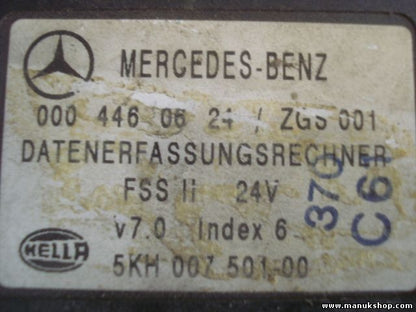 MERCEDES-BENZ
000 446 06 24 / ZGS 001
DATENERFASSUNGSRECHNER
FSS II 24V
v7.0 Index 6
370
C61
HELLA
5KH 007 501-00
www.manukshop.com